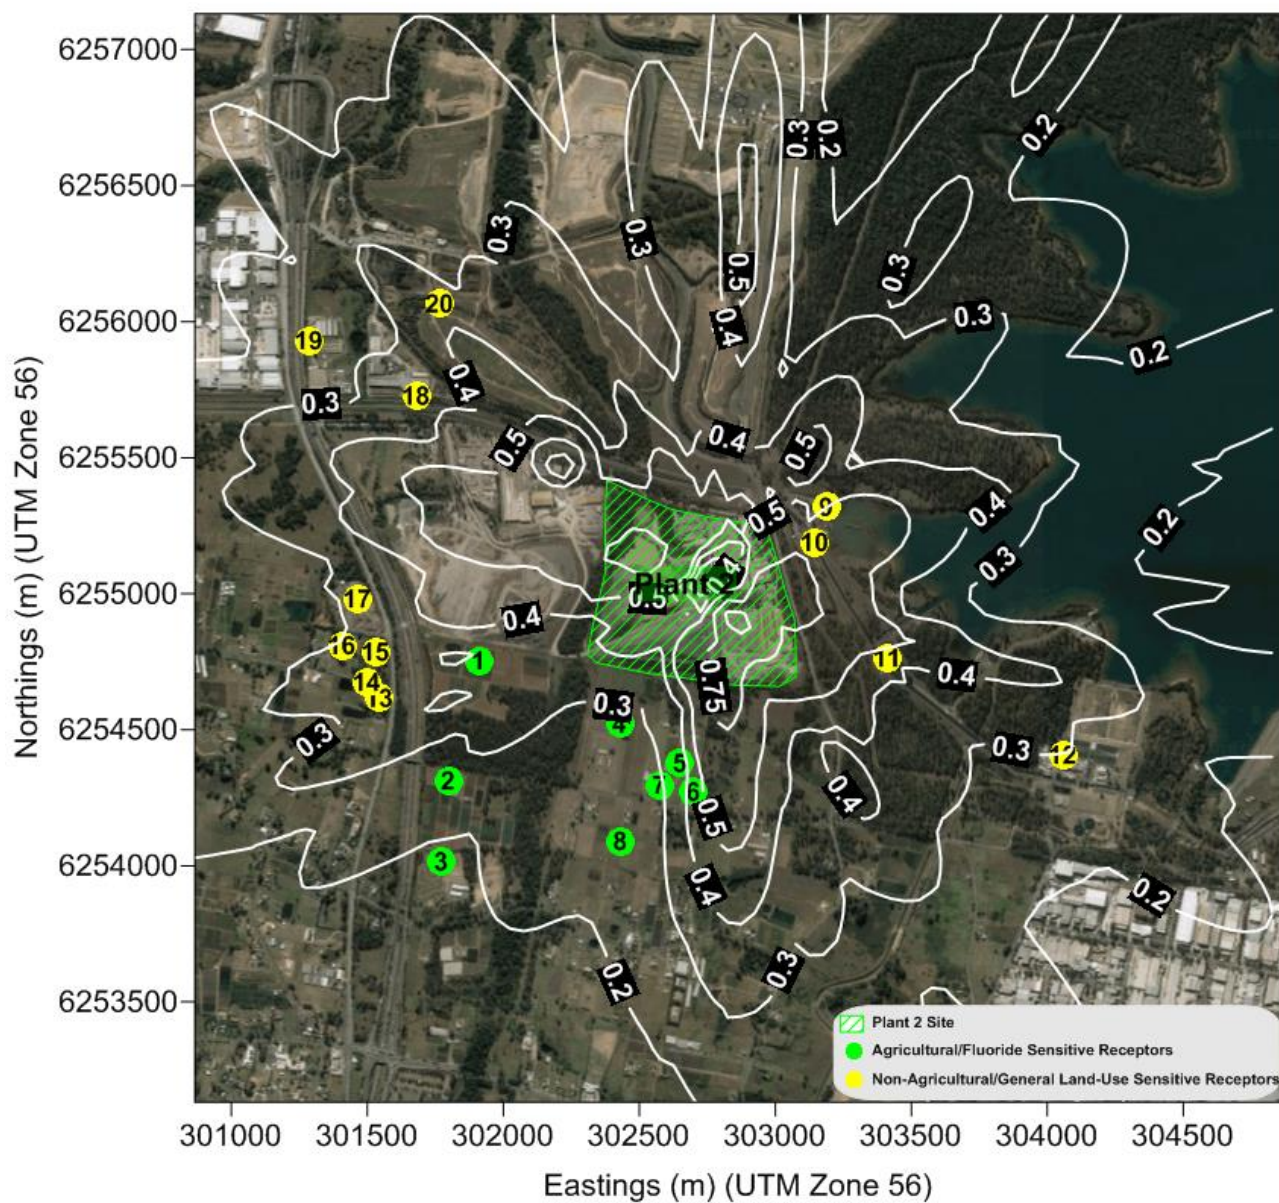 6257000
6256500
6256000
6255500
6255000
6254500
6254000
6253500
Northings (m) (UTM Zone 56)
301000 301500 302000 302500 303000 303500 304000 304500
Eastings (m) (UTM Zone 56)
0.3 0.2 0.2
0.3 0.3 0.5 0.3
20
0.4 0.3
19 0.2
0.4
18
0.3
0.5 0.4 0.5
9 0.5 0.4
10 0.2
0.4 0.3
Plant 2
17 0.5
0.4
16 15 1 11
14 0.75 0.4
13 0.3
4
0.3 0.3 12
5
2 7 6 0.4
0.5
8
3 0.4 0.2
0.2 0.3
Plant 2 Site
Agricultural/Fluoride Sensitive Receptors
Non-Agricultural/General Land-Use Sensitive Receptors